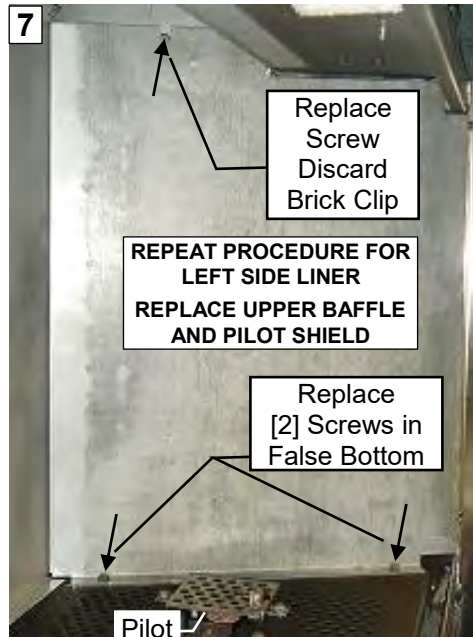 7
Replace
Screw
Discard
Brick Clip
REPEAT PROCEDURE FOR
LEFT SIDE LINER
REPLACE UPPER BAFFLE
AND PILOT SHIELD
Replace
[2] Screws in
False Bottom
Pilot